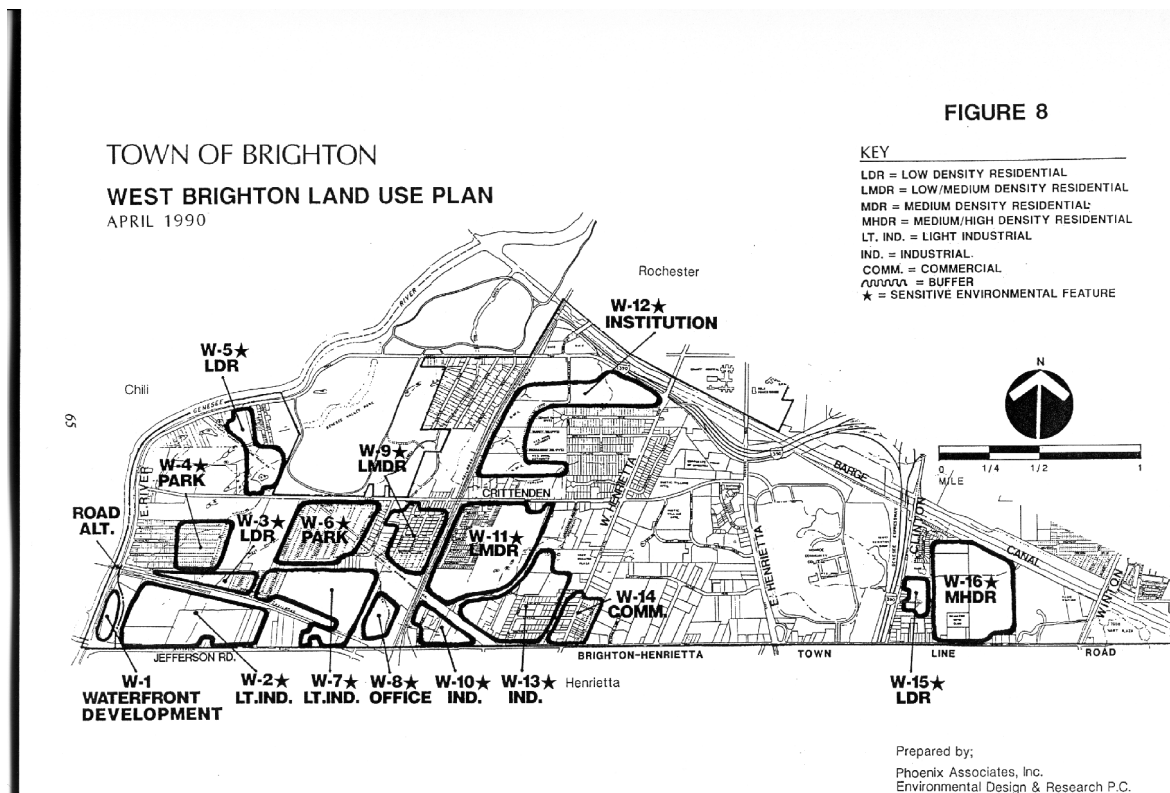 FIGURE 8
TOWN OF BRIGHTON
WEST BRIGHTON LAND USE PLAN
APRIL 1990
KEY
LDR = LOW DENSITY RESIDENTIAL
LMDR = LOW/MEDIUM DENSITY RESIDENTIAL
MDR = MEDIUM DENSITY RESIDENTIAL
MHDR = MEDIUM/HIGH DENSITY RESIDENTIAL
LT. IND. = LIGHT INDUSTRIAL
IND. = INDUSTRIAL.
COMM. = COMMERCIAL
= BUFFER
★ = SENSITIVE ENVIRONMENTAL FEATURE
Rochester
W-12★
INSTITUTION
RIVER
W-5★
LDR
Chili
GENESEE
N
0 1/4 1/2 1
MILE
65
W-9★
LMDR
W-4★
PARK
E. RIVER
CRITTENDEN
W. HENRIETTA
BARGE
CANAL
CLINTON
ROAD
ALT.
W-3★
LDR
W-6★
PARK
W-11★
LMDR
E. HENRIETTA
W-14
COMM.
W-16★
MHDR
WINTON
JEFFERSON RD.
BRIGHTON-HENRIETTA TOWN LINE ROAD
W-1
WATERFRONT
DEVELOPMENT
W-2★
LT.IND.
W-7★
LT.IND.
W-8★
OFFICE
W-10★
IND.
W-13★
IND.
Henrietta
W-15★
LDR
Prepared by;
Phoenix Associates, Inc.
Environmental Design & Research P.C.